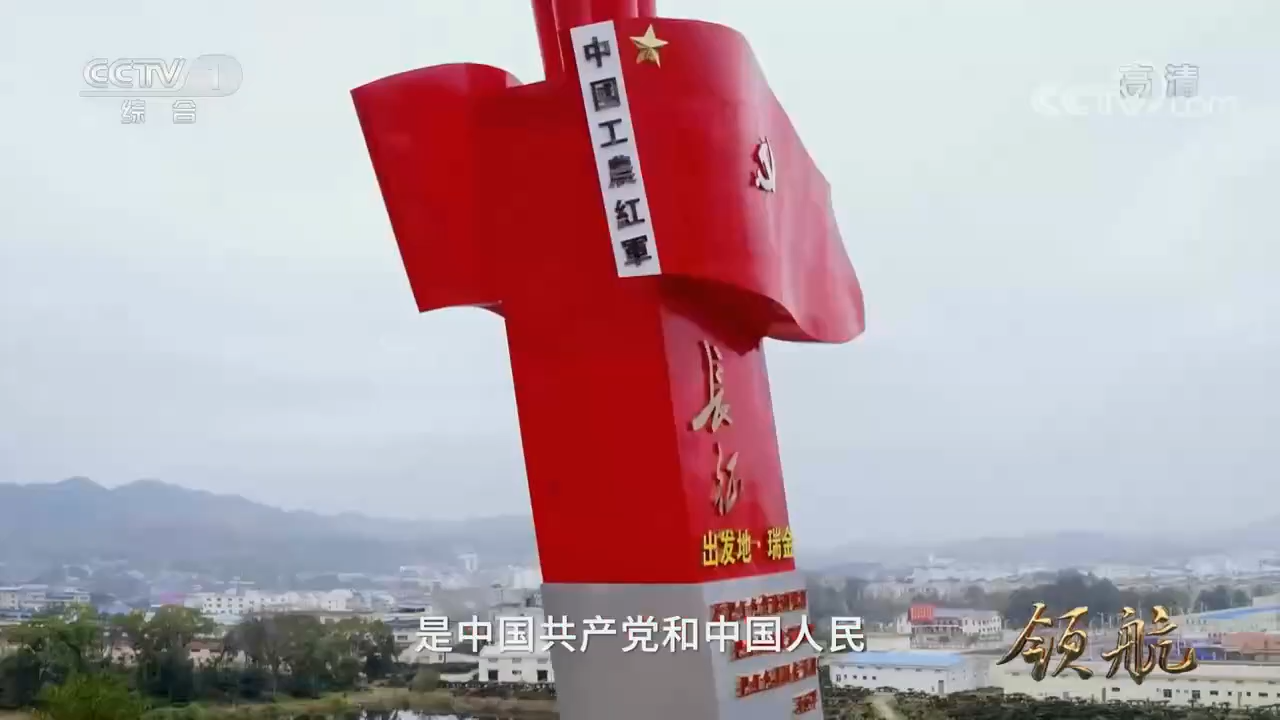 CCTV 1
综合
高清
CCTV.com
中國工農紅軍
長征
出发地·瑞金
是中国共产党和中国人民
领航